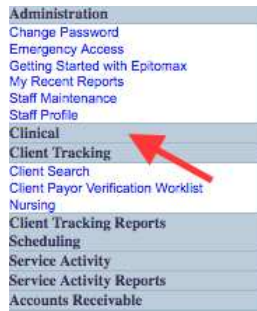 Administration
Change Password
Emergency Access
Getting Started with Epitomax
My Recent Reports
Staff Maintenance
Staff Profile
Clinical
Client Tracking
Client Search
Client Payor Verification Worklist
Nursing
Client Tracking Reports
Scheduling
Service Activity
Service Activity Reports
Accounts Receivable